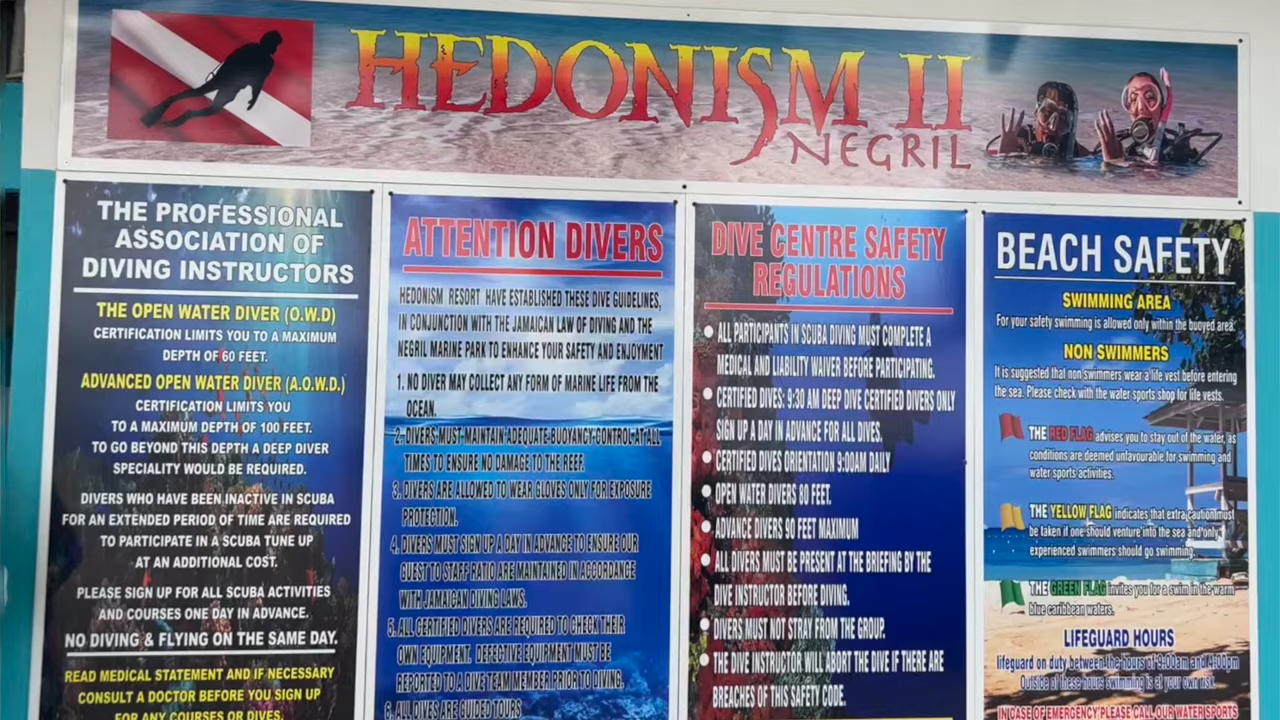 HEDONISM II
NEGRIL
THE PROFESSIONAL
ASSOCIATION OF
DIVING INSTRUCTORS
THE OPEN WATER DIVER (O.W.D)
CERTIFICATION LIMITS YOU TO A MAXIMUM
DEPTH OF 60 FEET.
ADVANCED OPEN WATER DIVER (A.O.W.D.)
CERTIFICATION LIMITS YOU
TO A MAXIMUM DEPTH OF 100 FEET.
TO GO BEYOND THIS DEPTH A DEEP DIVER
SPECIALITY WOULD BE REQUIRED.
DIVERS WHO HAVE BEEN INACTIVE IN SCUBA
FOR AN EXTENDED PERIOD OF TIME ARE REQUIRED
TO PARTICIPATE IN A SCUBA TUNE UP
AT AN ADDITIONAL COST.
PLEASE SIGN UP FOR ALL SCUBA ACTIVITIES
AND COURSES ONE DAY IN ADVANCE.
NO DIVING & FLYING ON THE SAME DAY.
READ MEDICAL STATEMENT AND IF NECESSARY
CONSULT A DOCTOR BEFORE YOU SIGN UP
FOR ANY COURSES OR DIVES.
ATTENTION DIVERS
HEDONISM RESORT HAVE ESTABLISHED THESE DIVE GUIDELINES,
IN CONJUNCTION WITH THE JAMAICAN LAW OF DIVING AND THE
NEGRIL MARINE PARK TO ENHANCE YOUR SAFETY AND ENJOYMENT
1. NO DIVER MAY COLLECT ANY FORM OF MARINE LIFE FROM THE
OCEAN.
2. DIVERS MUST MAINTAIN ADEQUATE BUOYANCY CONTROL AT ALL
TIMES TO ENSURE NO DAMAGE TO THE REEF.
3. DIVERS ARE ALLOWED TO WEAR GLOVES ONLY FOR EXPOSURE
PROTECTION.
4. DIVERS MUST SIGN UP A DAY IN ADVANCE TO ENSURE OUR
GUEST TO STAFF RATIO ARE MAINTAINED IN ACCORDANCE
WITH JAMAICAN DIVING LAWS.
5. ALL CERTIFIED DIVERS ARE REQUIRED TO CHECK THEIR
OWN EQUIPMENT. DEFECTIVE EQUIPMENT MUST BE
REPORTED TO A DIVE TEAM MEMBER PRIOR TO DIVING.
6. ALL DIVES ARE GUIDED TOURS
DIVE CENTRE SAFETY
REGULATIONS
• ALL PARTICIPANTS IN SCUBA DIVING MUST COMPLETE A
MEDICAL AND LIABILITY WAIVER BEFORE PARTICIPATING.
• CERTIFIED DIVES: 9:30 AM DEEP DIVE CERTIFIED DIVERS ONLY
SIGN UP A DAY IN ADVANCE FOR ALL DIVES.
• CERTIFIED DIVES ORIENTATION 9:00AM DAILY
• OPEN WATER DIVERS 80 FEET.
• ADVANCE DIVERS 90 FEET MAXIMUM
• ALL DIVERS MUST BE PRESENT AT THE BRIEFING BY THE
DIVE INSTRUCTOR BEFORE DIVING.
• DIVERS MUST NOT STRAY FROM THE GROUP.
• THE DIVE INSTRUCTOR WILL ABORT THE DIVE IF THERE ARE
BREACHES OF THIS SAFETY CODE.
BEACH SAFETY
SWIMMING AREA
For your safety swimming is allowed only within the buoyed area.
NON SWIMMERS
It is suggested that non swimmers wear a life vest before entering
the sea. Please check with the water sports shop for life vests.
THE RED FLAG advises you to stay out of the water, as
conditions are deemed unfavourable for swimming and
water sports activities.
THE YELLOW FLAG indicates that extra caution must
be taken if one should venture into the sea and only
experienced swimmers should go swimming.
THE GREEN FLAG invites you for a swim in the warm
blue caribbean waters.
LIFEGUARD HOURS
lifeguard on duty between the hours of 9:00am and 4:00pm
Outside of these hours swimming is at your own risk.
IN CASE OF EMERGENCY PLEASE CALL OUR WATER SPORTS